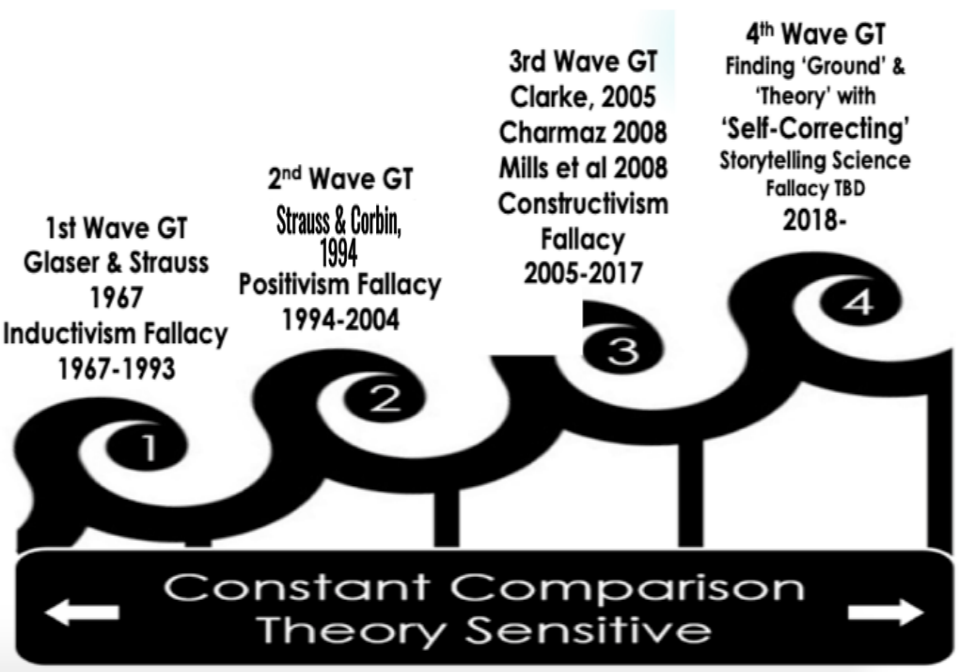 1st Wave GT
Glaser & Strauss
1967
Inductivism Fallacy
1967-1993
2nd Wave GT
Strauss & Corbin,
1994
Positivism Fallacy
1994-2004
3rd Wave GT
Clarke, 2005
Charmaz 2008
Mills et al 2008
Constructivism
Fallacy
2005-2017
4th Wave GT
Finding ‘Ground’ &
‘Theory’ with
‘Self-Correcting’
Storytelling Science
Fallacy TBD
2018-
1
2
3
4
Constant Comparison
Theory Sensitive